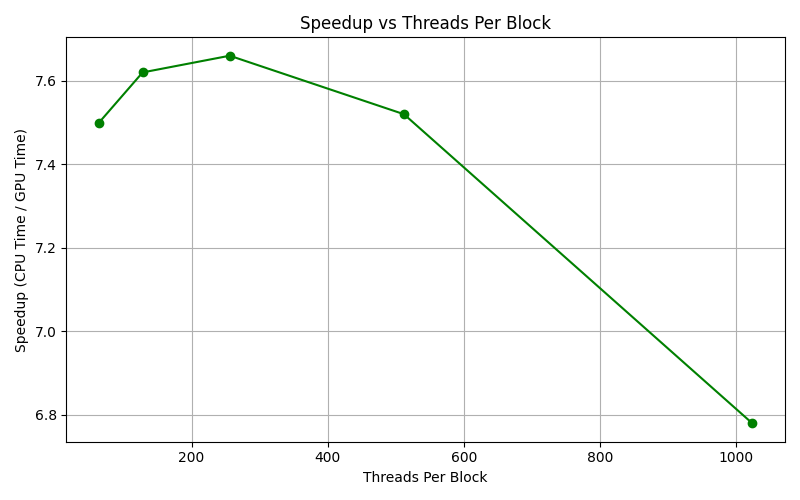 Speedup vs Threads Per Block
Speedup (CPU Time / GPU Time)
7.6
7.4
7.2
7.0
6.8
200 400 600 800 1000
Threads Per Block